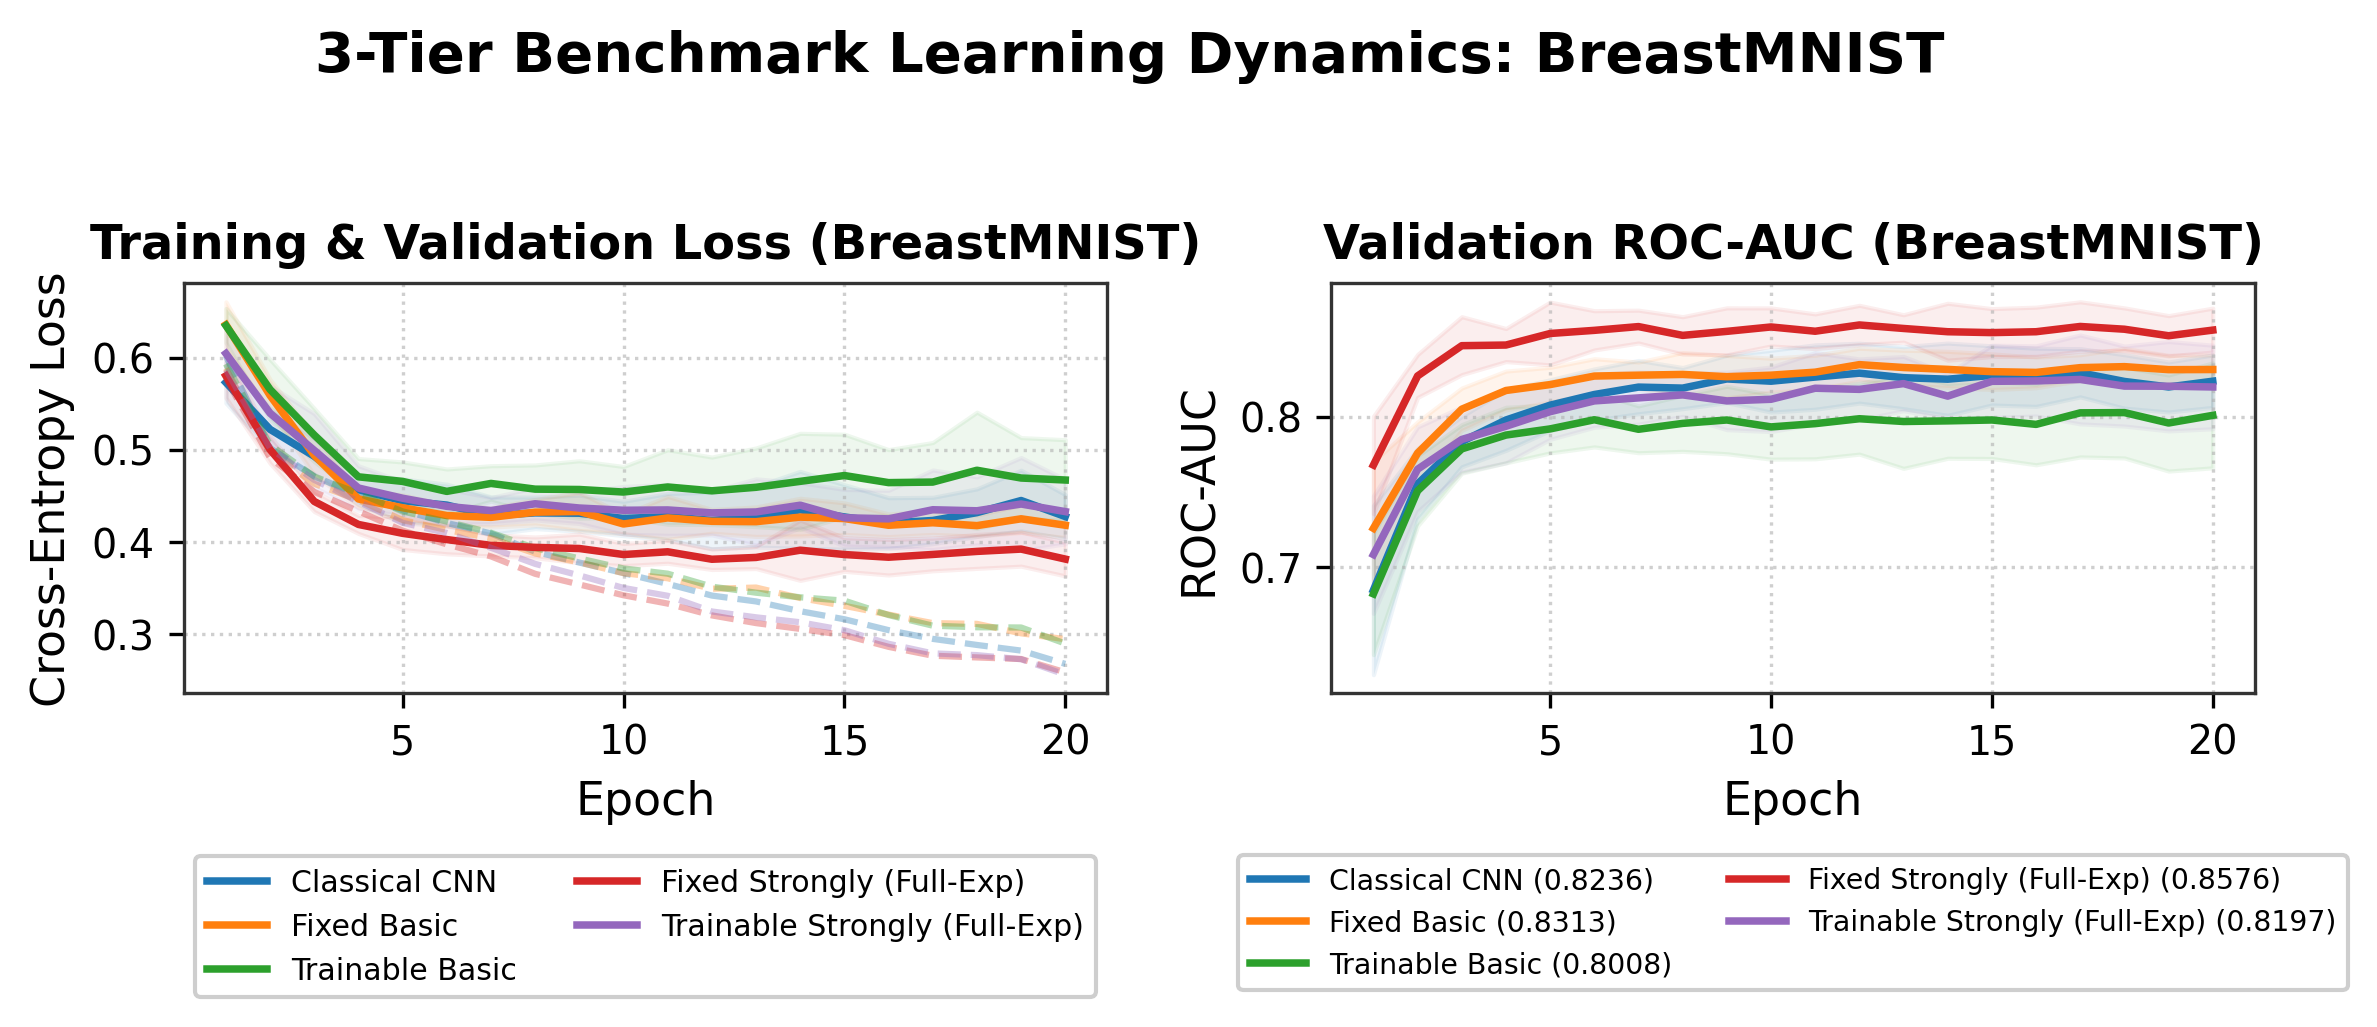 3-Tier Benchmark Learning Dynamics: BreastMNIST
Training & Validation Loss (BreastMNIST)
Cross-Entropy Loss
0.6
0.5
0.4
0.3
5 10 15 20
Epoch
Classical CNN
Fixed Basic
Trainable Basic
Fixed Strongly (Full-Exp)
Trainable Strongly (Full-Exp)
Validation ROC-AUC (BreastMNIST)
ROC-AUC
0.8
0.7
5 10 15 20
Epoch
Classical CNN (0.8236)
Fixed Basic (0.8313)
Trainable Basic (0.8008)
Fixed Strongly (Full-Exp) (0.8576)
Trainable Strongly (Full-Exp) (0.8197)